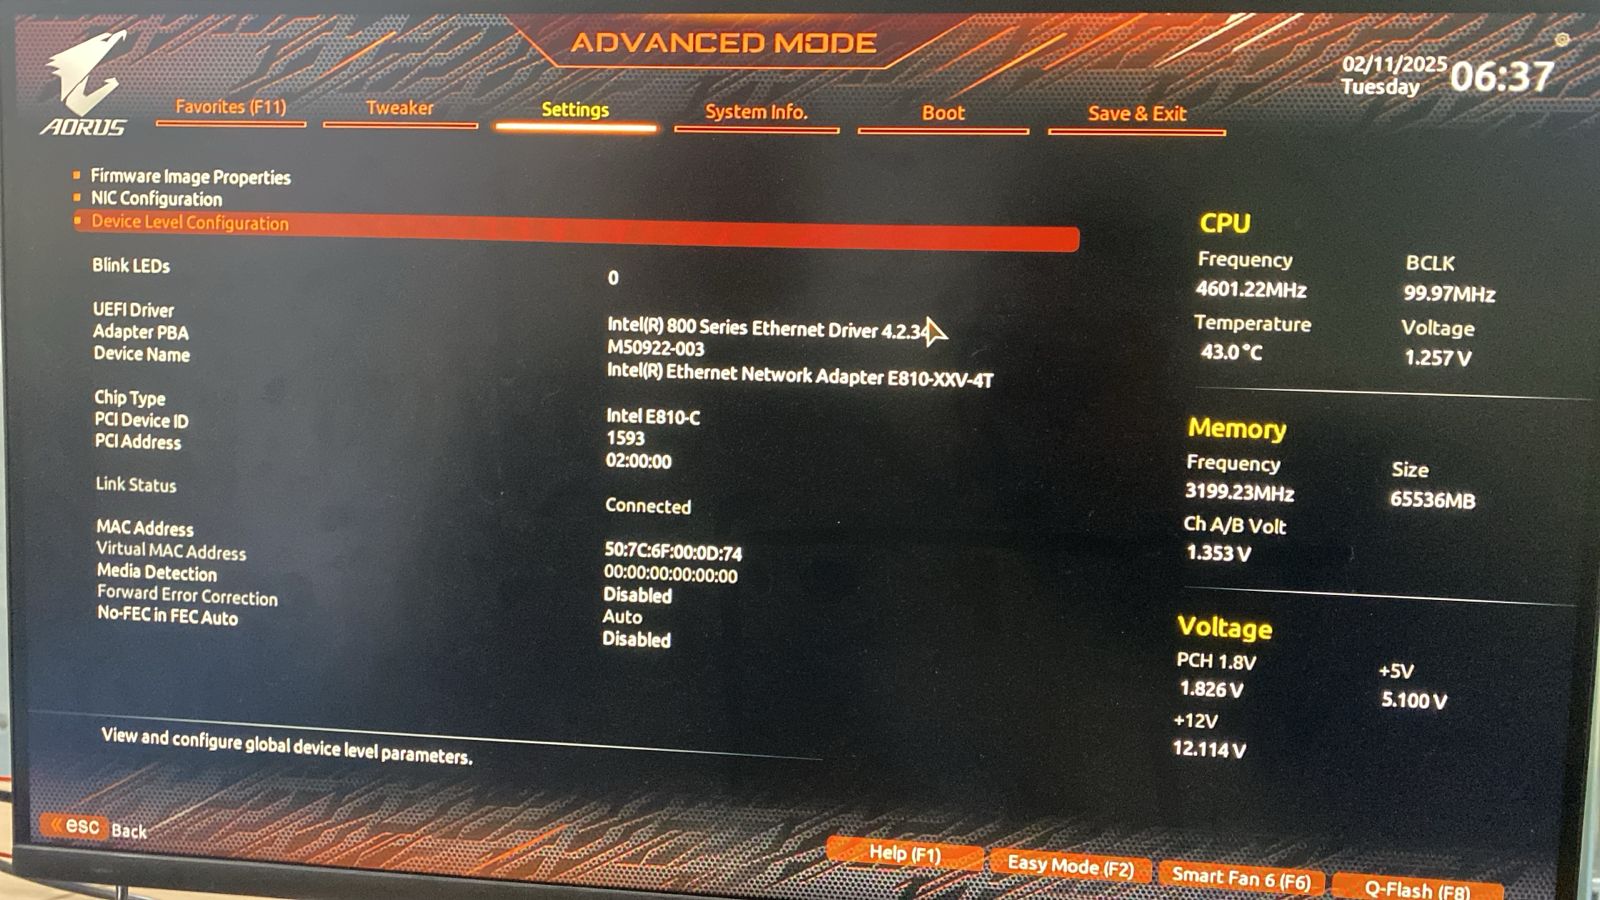 ADVANCED MODE
AORUS
02/11/2025
Tuesday
06:37
Favorites (F11)
Tweaker
Settings
System Info.
Boot
Save & Exit
Firmware Image Properties
NIC Configuration
Device Level Configuration
Blink LEDs 0
UEFI Driver Intel(R) 800 Series Ethernet Driver 4.2.34
Adapter PBA M50922-003
Device Name Intel(R) Ethernet Network Adapter E810-XXV-4T
Chip Type Intel E810-C
PCI Device ID 1593
PCI Address 02:00:00
Link Status Connected
MAC Address 50:7C:6F:00:0D:74
Virtual MAC Address 00:00:00:00:00:00
Media Detection Disabled
Forward Error Correction Auto
No-FEC in FEC Auto Disabled
View and configure global device level parameters.
CPU
Frequency BCLK
4601.22MHz 99.97MHz
Temperature Voltage
43.0 °C 1.257 V
Memory
Frequency Size
3199.23MHz 65536MB
Ch A/B Volt
1.353 V
Voltage
PCH 1.8V +5V
1.826 V 5.100 V
+12V
12.114 V
esc Back
Help (F1)
Easy Mode (F2)
Smart Fan 6 (F6)
Q-Flash (F8)